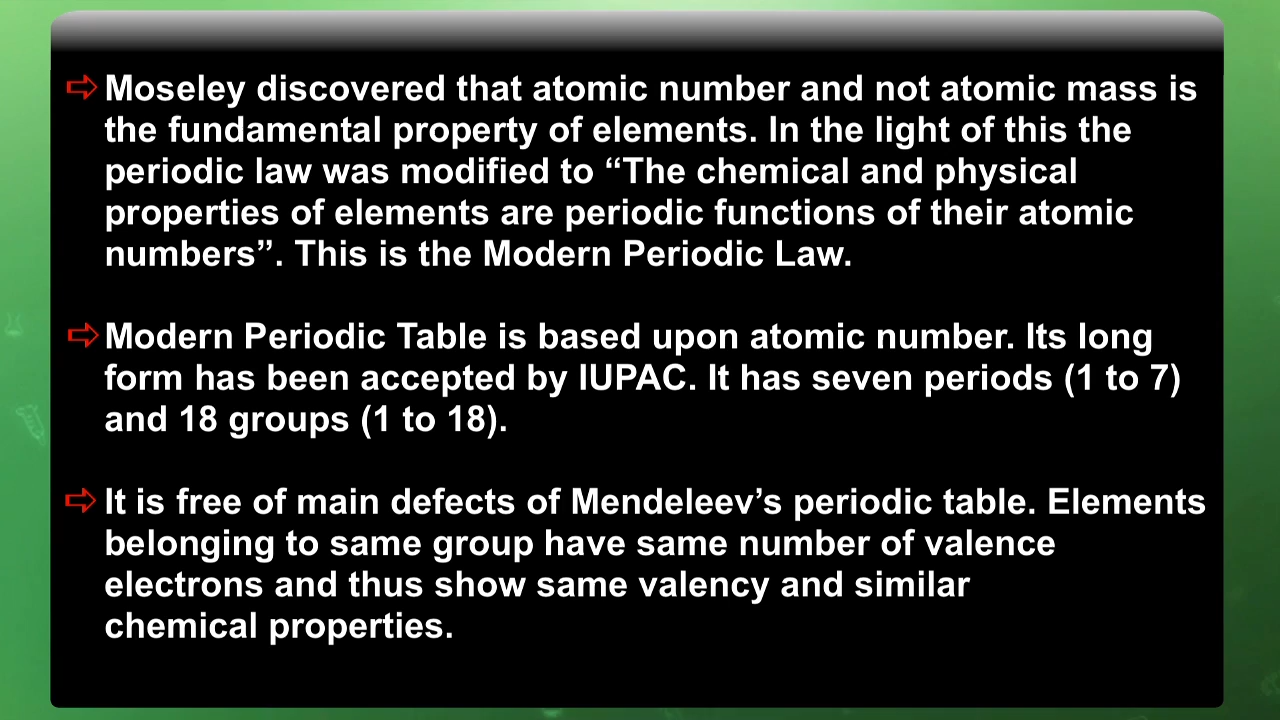 ⇨ Moseley discovered that atomic number and not atomic mass is
the fundamental property of elements. In the light of this the
periodic law was modified to “The chemical and physical
properties of elements are periodic functions of their atomic
numbers”. This is the Modern Periodic Law.
⇨ Modern Periodic Table is based upon atomic number. Its long
form has been accepted by IUPAC. It has seven periods (1 to 7)
and 18 groups (1 to 18).
⇨ It is free of main defects of Mendeleev’s periodic table. Elements
belonging to same group have same number of valence
electrons and thus show same valency and similar
chemical properties.